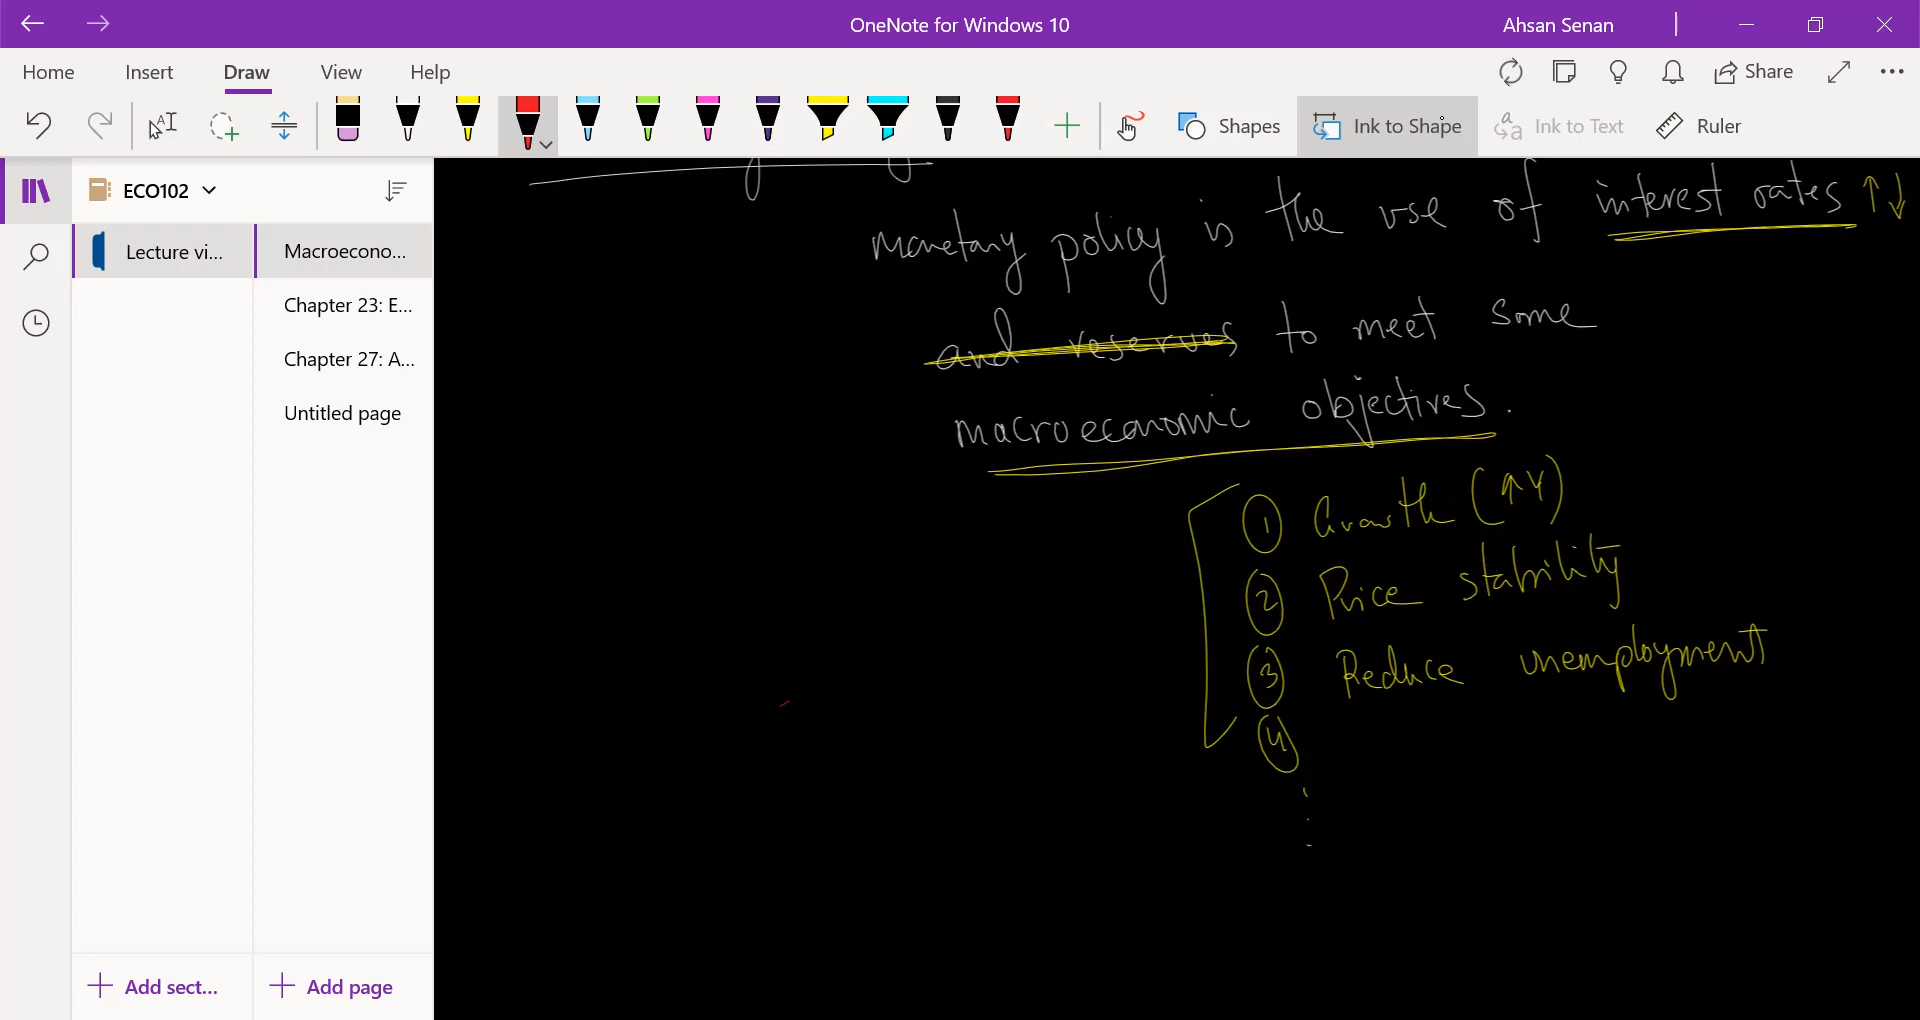 OneNote for Windows 10
Ahsan Senan
Home Insert Draw View Help
Share
Shapes Ink to Shape Ink to Text Ruler
ECO102
Lecture vi...
Macroecono...
Chapter 23: E...
Chapter 27: A...
Untitled page
Monetary policy is the use of interest rates ↑↓
and reserves to meet some
macroeconomic objectives.
1 Growth (↑Y)
2 Price stability
3 Reduce unemployment
4
Add sect...
Add page